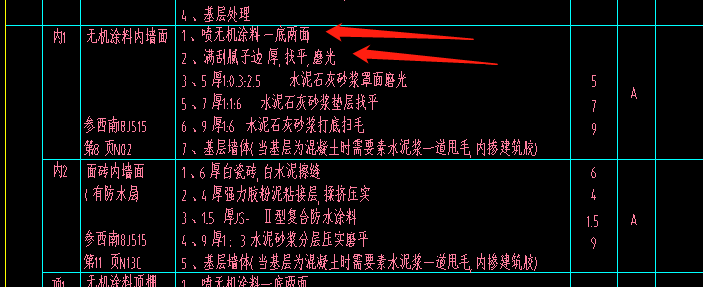 4、基层处理
内1 无机涂料内墙面 1、喷无机涂料一底两面
2、满刮腻子边 厚, 找平, 磨光
3、5 厚1:0.3:2.5 水泥石灰砂浆罩面磨光 5
5、7 厚1:1:6 水泥石灰砂浆垫层找平 7 A
参西南18J515 6、9 厚1:6 水泥石灰砂浆打底扫毛 9
第8 页N02 7、基层墙体(当基层为混凝土时需要素水泥浆一道甩毛, 内掺建筑胶)
内2 面砖内墙面 1、6 厚白瓷砖, 白水泥擦缝 6
(有防水层 2、4 厚强力胶粉泥粘接层, 揉挤压实 4
3、1.5 厚JS- Ⅱ型复合防水涂料 1.5 A
参西南18J515 4、9 厚1: 3 水泥砂浆分层压实磨平 9
第11 页N13C 5、基层墙体(当基层为混凝土时需要素水泥浆一道甩毛, 内掺建筑胶)
顶1 无机涂料顶棚 1、喷无机涂料一底两面